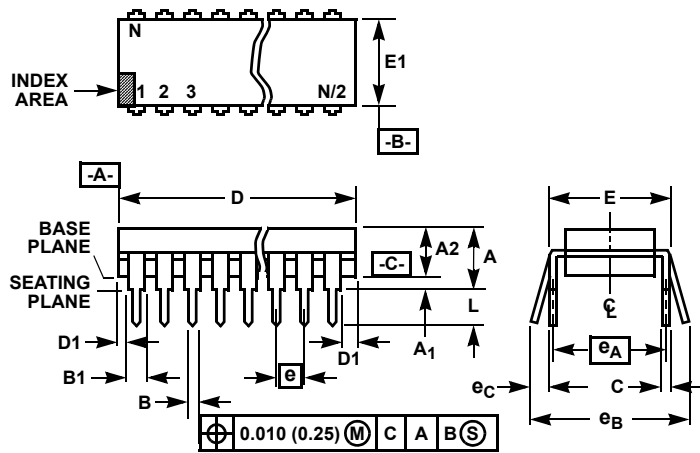 N
E1
INDEX
AREA
1 2 3 N/2
-B-
-A-
D E
BASE
PLANE
A2 A
-C-
SEATING
PLANE
L
℄
D1 A1 D1
eA
B1 e
eC C
B
eB
0.010 (0.25) Ⓜ C A B Ⓢ